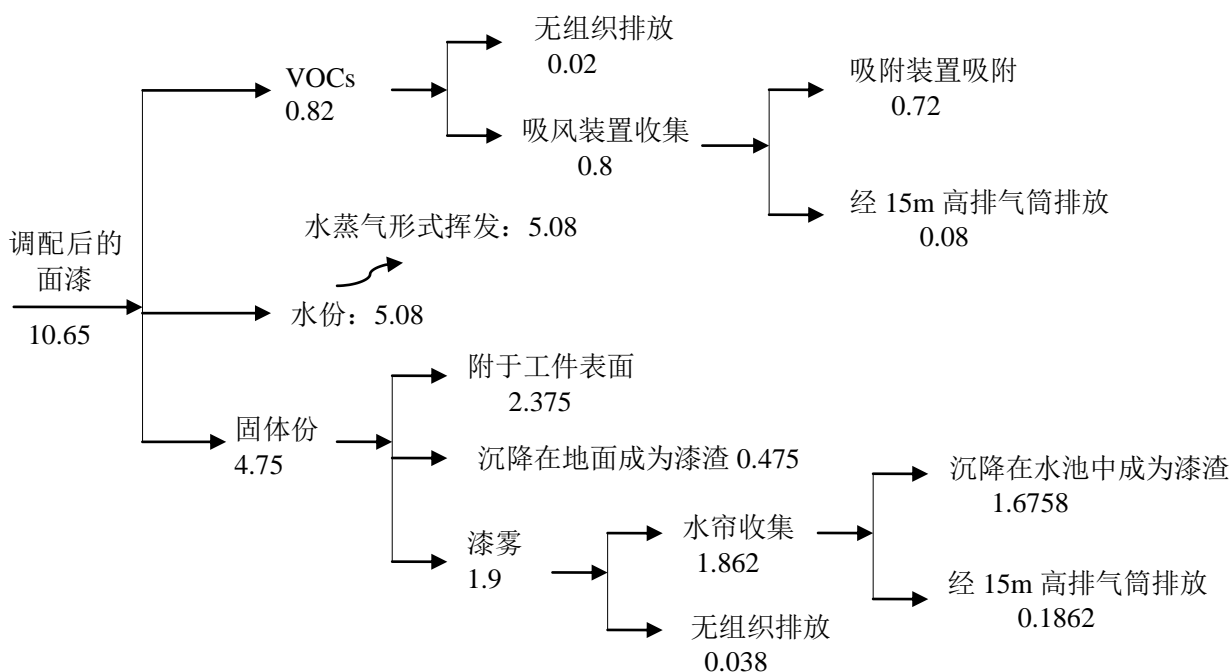 无组织排放
0.02
VOCs
0.82
吸附装置吸附
0.72
吸风装置收集
0.8
经 15m 高排气筒排放
0.08
水蒸气形式挥发：5.08
调配后的
面漆
10.65
水份：5.08
附于工件表面
2.375
固体份
4.75
沉降在地面成为漆渣 0.475
沉降在水池中成为漆渣
1.6758
水帘收集
1.862
漆雾
1.9
经 15m 高排气筒排放
0.1862
无组织排放
0.038